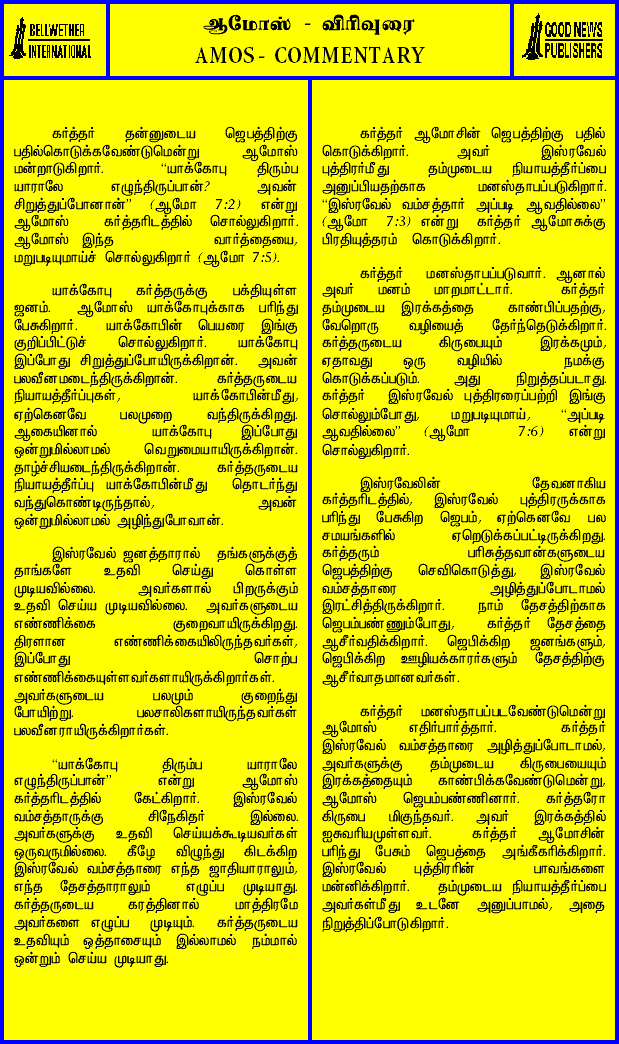 BELLWETHER
INTERNATIONAL
ஆமோஸ் - விரிவுரை
AMOS - COMMENTARY
GOOD NEWS
PUBLISHERS
கர்த்தர் தன்னுடைய ஜெபத்திற்கு
பதில்கொடுக்கவேண்டுமென்று ஆமோஸ்
மன்றாடுகிறார். “யாக்கோபு திரும்ப
யாராலே எழுந்திருப்பான்? அவன்
சிறுத்துப்போனான்” (ஆமோ 7:2) என்று
ஆமோஸ் கர்த்தரிடத்தில் சொல்லுகிறார்.
ஆமோஸ் இந்த வார்த்தையை,
மறுபடியுமாய்ச் சொல்லுகிறார் (ஆமோ 7:5).
யாக்கோபு கர்த்தருக்கு பக்தியுள்ள
ஜனம். ஆமோஸ் யாக்கோபுக்காக பரிந்து
பேசுகிறார். யாக்கோபின் பெயரை இங்கு
குறிப்பிட்டுச் சொல்லுகிறார். யாக்கோபு
இப்போது சிறுத்துப்போயிருக்கிறான். அவன்
பலவீனமடைந்திருக்கிறான். கர்த்தருடைய
நியாயத்தீர்ப்புகள், யாக்கோபின்மீது,
ஏற்கெனவே பலமுறை வந்திருக்கிறது.
ஆகையினால் யாக்கோபு இப்போது
ஒன்றுமில்லாமல் வெறுமையாயிருக்கிறான்.
தாழ்ச்சியடைந்திருக்கிறான். கர்த்தருடைய
நியாயத்தீர்ப்பு யாக்கோபின்மீது தொடர்ந்து
வந்துகொண்டிருந்தால், அவன்
ஒன்றுமில்லாமல் அழிந்துபோவான்.
இஸ்ரவேல் ஜனத்தாரால் தங்களுக்குத்
தாங்களே உதவி செய்து கொள்ள
முடியவில்லை. அவர்களால் பிறருக்கும்
உதவி செய்ய முடியவில்லை. அவர்களுடைய
எண்ணிக்கை குறைவாயிருக்கிறது.
திரளான எண்ணிக்கையிலிருந்தவர்கள்,
இப்போது சொற்ப
எண்ணிக்கையுள்ளவர்களாயிருக்கிறார்கள்.
அவர்களுடைய பலமும் குறைந்து
போயிற்று. பலசாலிகளாயிருந்தவர்கள்
பலவீனராயிருக்கிறார்கள்.
“யாக்கோபு திரும்ப யாராலே
எழுந்திருப்பான்” என்று ஆமோஸ்
கர்த்தரிடத்தில் கேட்கிறார். இஸ்ரவேல்
வம்சத்தாருக்கு சிநேகிதர் இல்லை.
அவர்களுக்கு உதவி செய்யக்கூடியவர்கள்
ஒருவருமில்லை. கீழே விழுந்து கிடக்கிற
இஸ்ரவேல் வம்சத்தாரை எந்த ஜாதியாராலும்,
எந்த தேசத்தாராலும் எழுப்ப முடியாது.
கர்த்தருடைய கரத்தினால் மாத்திரமே
அவர்களை எழுப்ப முடியும். கர்த்தருடைய
உதவியும் ஒத்தாசையும் இல்லாமல் நம்மால்
ஒன்றும் செய்ய முடியாது.
கர்த்தர் ஆமோசின் ஜெபத்திற்கு பதில்
கொடுக்கிறார். அவர் இஸ்ரவேல்
புத்திரர்மீது தம்முடைய நியாயத்தீர்ப்பை
அனுப்பியதற்காக மனஸ்தாபப்படுகிறார்.
“இஸ்ரவேல் வம்சத்தார் அப்படி ஆவதில்லை”
(ஆமோ 7:3) என்று கர்த்தர் ஆமோசுக்கு
பிரதியுத்தரம் கொடுக்கிறார்.
கர்த்தர் மனஸ்தாபப்படுவார். ஆனால்
அவர் மனம் மாறமாட்டார். கர்த்தர்
தம்முடைய இரக்கத்தை காண்பிப்பதற்கு,
வேறொரு வழியைத் தேர்ந்தெடுக்கிறார்.
கர்த்தருடைய கிருபையும் இரக்கமும்,
ஏதாவது ஒரு வழியில் நமக்கு
கொடுக்கப்படும். அது நிறுத்தப்படாது.
கர்த்தர் இஸ்ரவேல் புத்திரரைப்பற்றி இங்கு
சொல்லும்போது, மறுபடியுமாய், “அப்படி
ஆவதில்லை” (ஆமோ 7:6) என்று
சொல்லுகிறார்.
இஸ்ரவேலின் தேவனாகிய
கர்த்தரிடத்தில், இஸ்ரவேல் புத்திரருக்காக
பரிந்து பேசுகிற ஜெபம், ஏற்கெனவே பல
சமயங்களில் ஏறெடுக்கப்பட்டிருக்கிறது.
கர்த்தரும் பரிசுத்தவான்களுடைய
ஜெபத்திற்கு செவிகொடுத்து, இஸ்ரவேல்
வம்சத்தாரை அழித்துப்போடாமல்
இரட்சித்திருக்கிறார். நாம் தேசத்திற்காக
ஜெபம்பண்ணும்போது, கர்த்தர் தேசத்தை
ஆசீர்வதிக்கிறார். ஜெபிக்கிற ஜனங்களும்,
ஜெபிக்கிற ஊழியக்காரர்களும் தேசத்திற்கு
ஆசீர்வாதமானவர்கள்.
கர்த்தர் மனஸ்தாபப்படவேண்டுமென்று
ஆமோஸ் எதிர்பார்த்தார். கர்த்தர்
இஸ்ரவேல் வம்சத்தாரை அழித்துப்போடாமல்,
அவர்களுக்கு தம்முடைய கிருபையையும்
இரக்கத்தையும் காண்பிக்கவேண்டுமென்று,
ஆமோஸ் ஜெபம்பண்ணினார். கர்த்தரோ
கிருபை மிகுந்தவர். அவர் இரக்கத்தில்
ஐசுவரியமுள்ளவர். கர்த்தர் ஆமோசின்
பரிந்து பேசும் ஜெபத்தை அங்கீகரிக்கிறார்.
இஸ்ரவேல் புத்திரரின் பாவங்களை
மன்னிக்கிறார். தம்முடைய நியாயத்தீர்ப்பை
அவர்கள்மீது உடனே அனுப்பாமல், அதை
நிறுத்திப்போடுகிறார்.